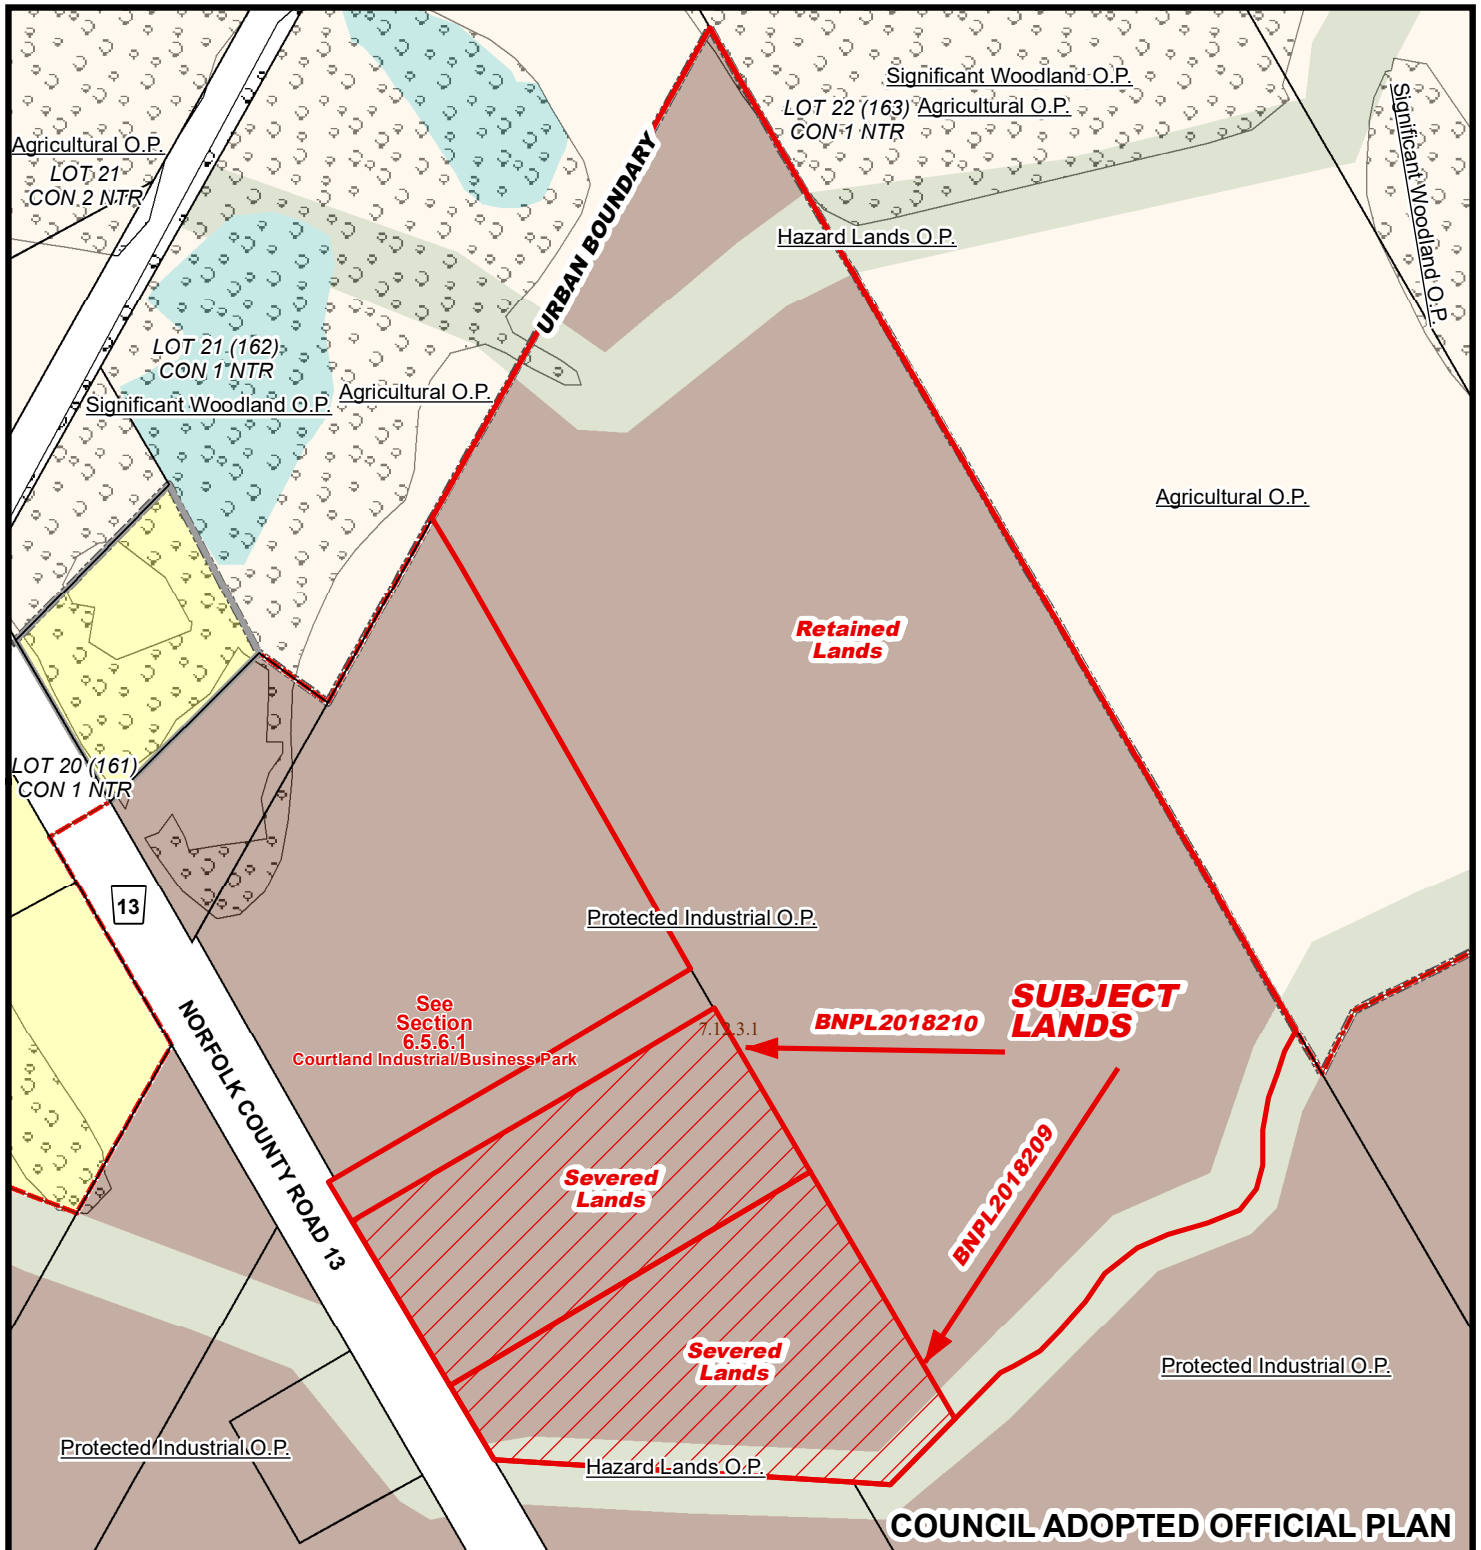 Significant Woodland O.P.
LOT 22 (163) Agricultural O.P.
CON 1 NTR
Significant Woodland O.P.
Significant Woodland O.P.
Agricultural O.P.
LOT 21
CON 2 NTR
URBAN BOUNDARY
Hazard Lands O.P.
LOT 21 (162)
CON 1 NTR
Significant Woodland O.P.
Agricultural O.P.
Agricultural O.P.
Retained
Lands
LOT 20 (161)
CON 1 NTR
13
Protected Industrial O.P.
See
Section
6.5.6.1
Courtland Industrial/Business Park
7.12.3.1
BNPL2018210
SUBJECT
LANDS
NORFOLK COUNTY ROAD 13
BNPL2018209
Severed
Lands
Severed
Lands
Protected Industrial O.P.
Protected Industrial O.P.
Hazard Lands O.P.
COUNCIL ADOPTED OFFICIAL PLAN